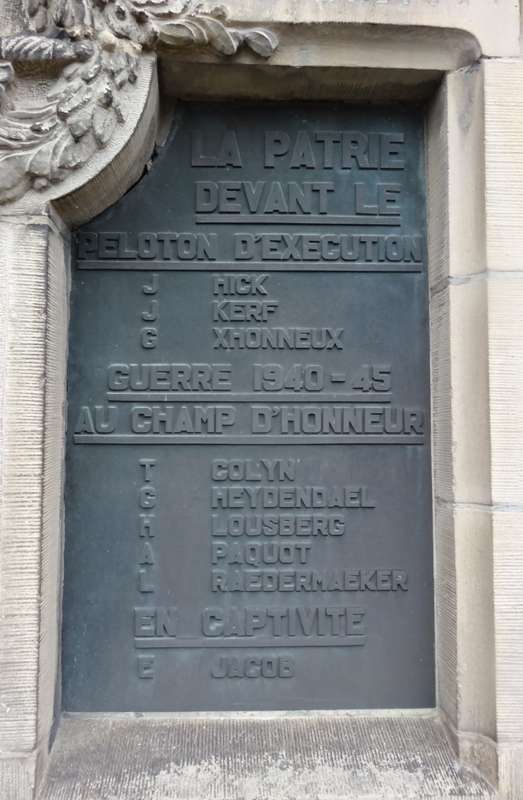 LA PATRIE
DEVANT LE
PELOTON D'EXECUTION
J HICK
J KERF
G XHONNEUX
GUERRE 1940-45
AU CHAMP D'HONNEUR
T COLYN
G HEYDENDAEL
H LOUSBERG
A PAQUOT
L RAEDERMAEKER
EN CAPTIVITE
E JACOB